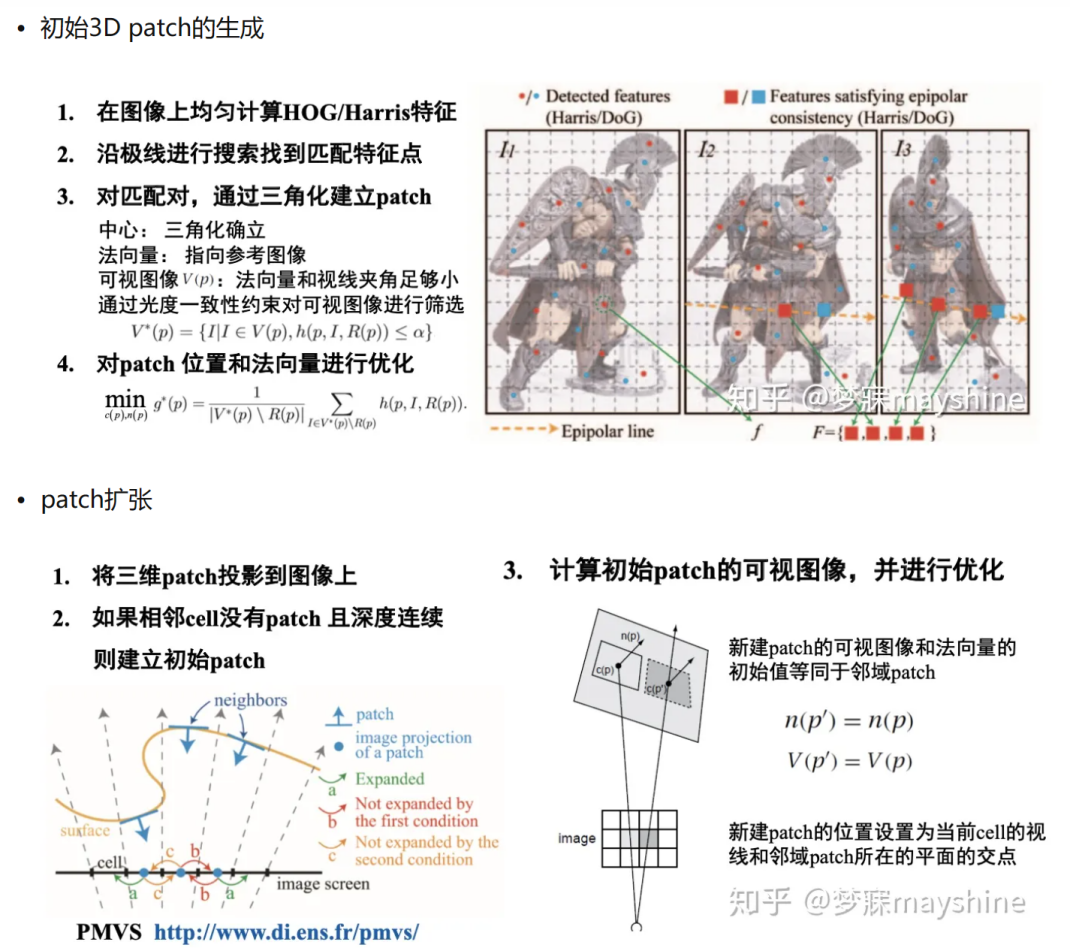 • 初始3D patch的生成
1. 在图像上均匀计算HOG/Harris特征
2. 沿极线进行搜索找到匹配特征点
3. 对匹配对，通过三角化建立patch
中心： 三角化确立
法向量： 指向参考图像
可视图像V(p)：法向量和视线夹角足够小
通过光度一致性约束对可视图像进行筛选
V*(p) = {I|I ∈ V(p), h(p, I, R(p)) ≤ α}
4. 对patch 位置和法向量进行优化
min c(p),n(p) g*(p) = 1 / |V*(p) \ R(p)| ∑ I∈V*(p)\R(p) h(p, I, R(p)).
•/• Detected features
(Harris/DoG)
■/■ Features satisfying epipolar
consistency (Harris/DoG)
I1
I2
I3
知乎 @梦寐mayshine
Epipolar line
f
F={■,■,■,■}
• patch扩张
1. 将三维patch投影到图像上
2. 如果相邻cell没有patch 且深度连续
则建立初始patch
neighbors
patch
image projection
of a patch
a Expanded
b Not expanded by
the first condition
c Not expanded by the
second condition
surface
cell
c
b
a
c
b
a
image screen
PMVS http://www.di.ens.fr/pmvs/
3. 计算初始patch的可视图像，并进行优化
n(p)
c(p)
c(p')
image
新建patch的可视图像和法向量的
初始值等同于邻域patch
n(p′) = n(p)
V(p′) = V(p)
新建patch的位置设置为当前cell的视
线和邻域patch所在的平面的交点
知乎 @梦寐mayshine